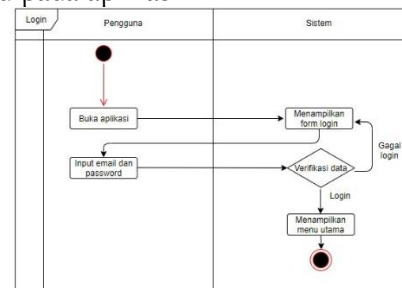 Login
Pengguna
Sistem
Buka aplikasi
Menampilkan
form login
Input email dan
password
Verifikasi data
Gagal
login
Login
Menampilkan
menu utama